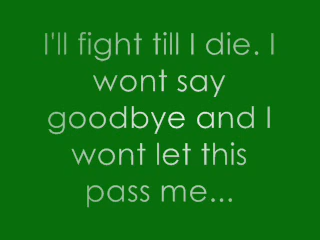 I'll fight till I die. I
wont say
goodbye and I
wont let this
pass me...